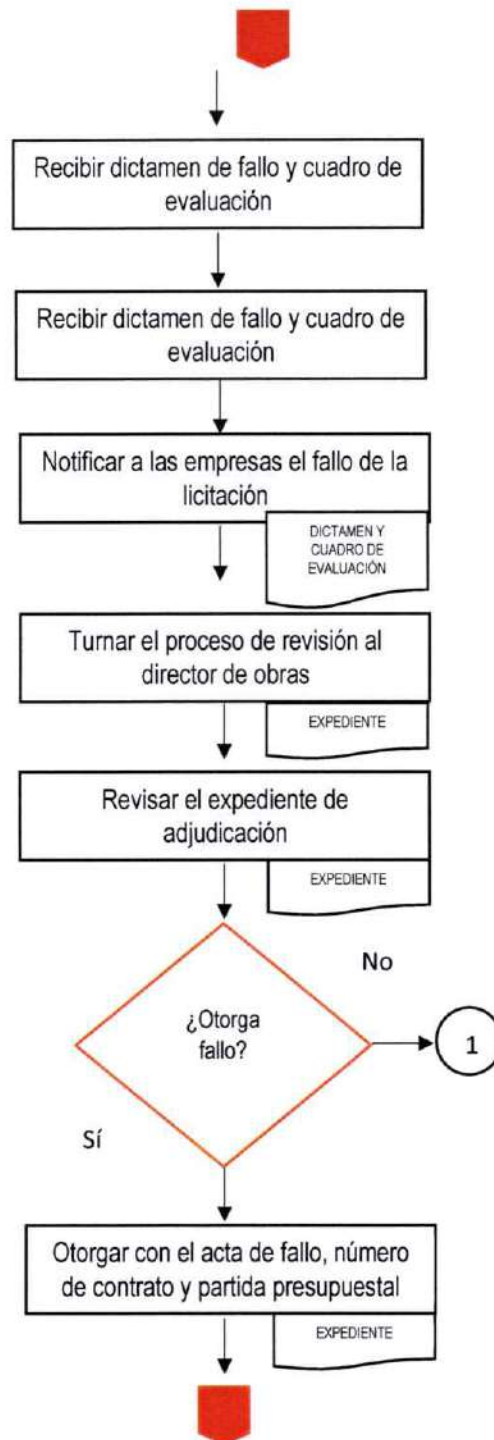 Recibir dictamen de fallo y cuadro de
evaluación
Recibir dictamen de fallo y cuadro de
evaluación
Notificar a las empresas el fallo de la
licitación
DICTAMEN Y
CUADRO DE
EVALUACIÓN
Turnar el proceso de revisión al
director de obras
EXPEDIENTE
Revisar el expediente de
adjudicación
EXPEDIENTE
No
¿Otorga
fallo?
1
Sí
Otorgar con el acta de fallo, número
de contrato y partida presupuestal
EXPEDIENTE